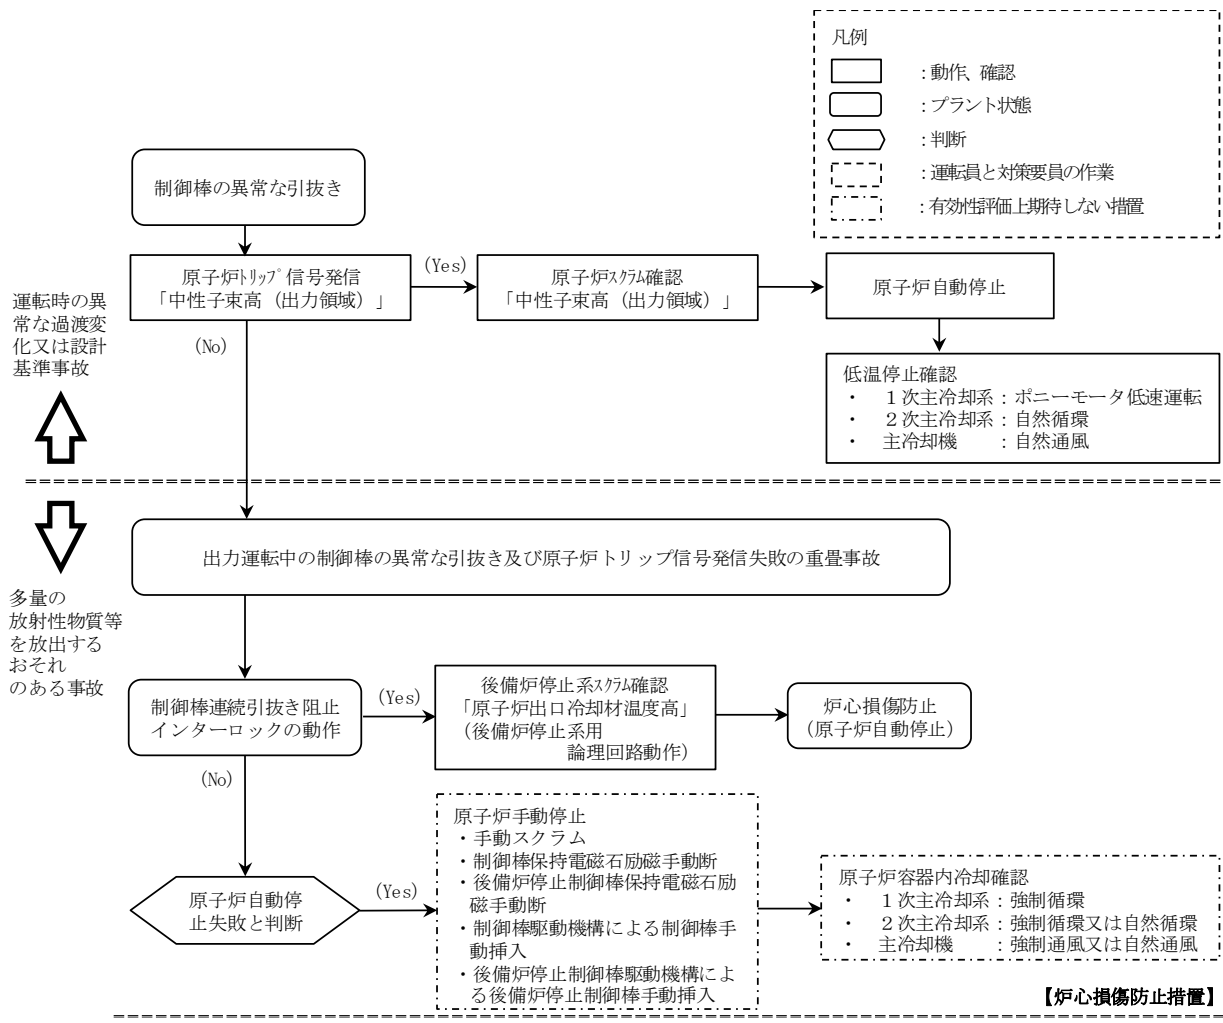 凡例
：動作、確認
：プラント状態
：判断
：運転員と対策要員の作業
：有効性評価上期待しない措置
制御棒の異常な引抜き
原子炉ﾄﾘｯﾌﾟ信号発信
「中性子束高（出力領域）」
(Yes)
原子炉ｽｸﾗﾑ確認
「中性子束高（出力領域）」
原子炉自動停止
運転時の異
常な過渡変
化又は設計
基準事故
(No)
低温停止確認
・　１次主冷却系：ポニーモータ低速運転
・　２次主冷却系：自然循環
・　主冷却機　　：自然通風
出力運転中の制御棒の異常な引抜き及び原子炉トリップ信号発信失敗の重畳事故
多量の
放射性物質等
を放出する
おそれ
のある事故
制御棒連続引抜き阻止
インターロックの動作
(Yes)
後備炉停止系ｽｸﾗﾑ確認
「原子炉出口冷却材温度高」
（後備炉停止系用
論理回路動作）
炉心損傷防止
（原子炉自動停止）
(No)
原子炉自動停
止失敗と判断
(Yes)
原子炉手動停止
・手動スクラム
・制御棒保持電磁石励磁手動断
・後備炉停止制御棒保持電磁石励
磁手動断
・制御棒駆動機構による制御棒手
動挿入
・後備炉停止制御棒駆動機構によ
る後備炉停止制御棒手動挿入
原子炉容器内冷却確認
・　１次主冷却系：強制循環
・　２次主冷却系：強制循環又は自然循環
・　主冷却機　　：強制通風又は自然通風
【炉心損傷防止措置】